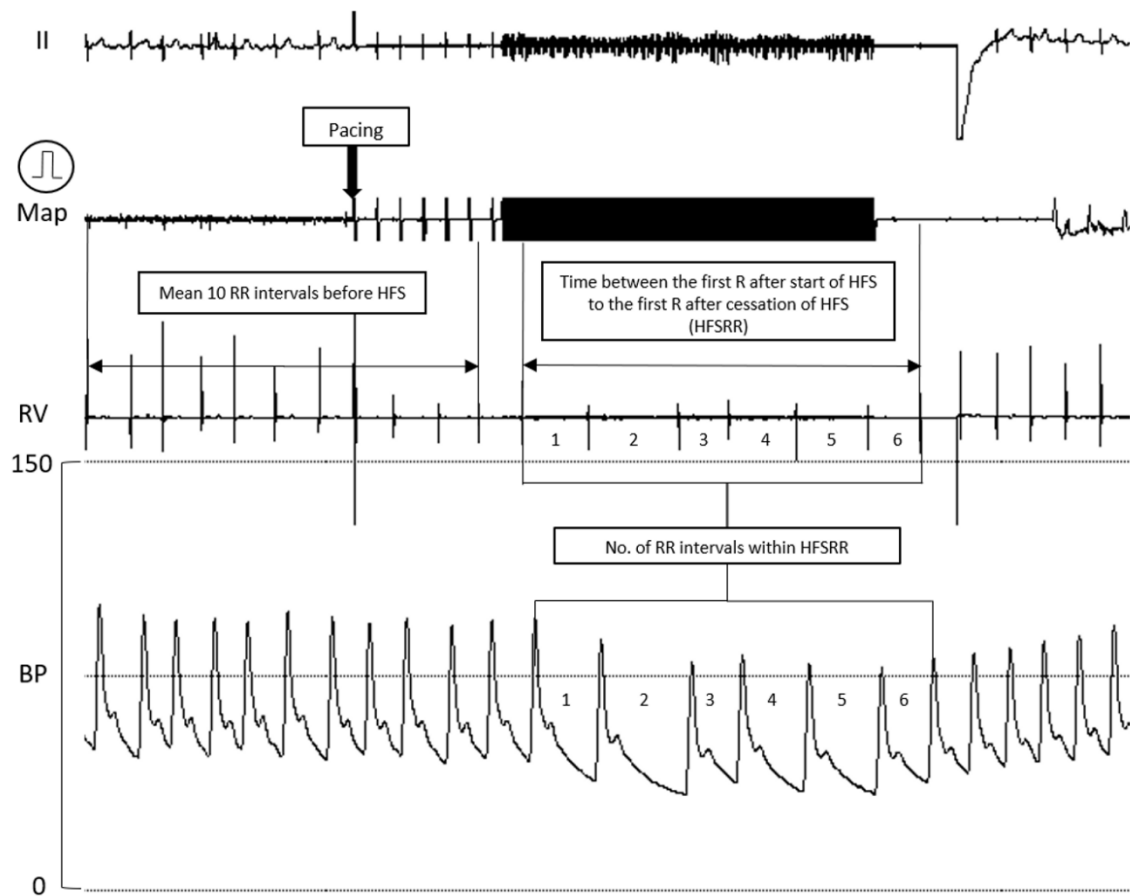 II
Pacing
Map
Mean 10 RR intervals before HFS
Time between the first R after start of HFS
to the first R after cessation of HFS
(HFSRR)
RV
1 2 3 4 5 6
150
No. of RR intervals within HFSRR
BP
1 2 3 4 5 6
0